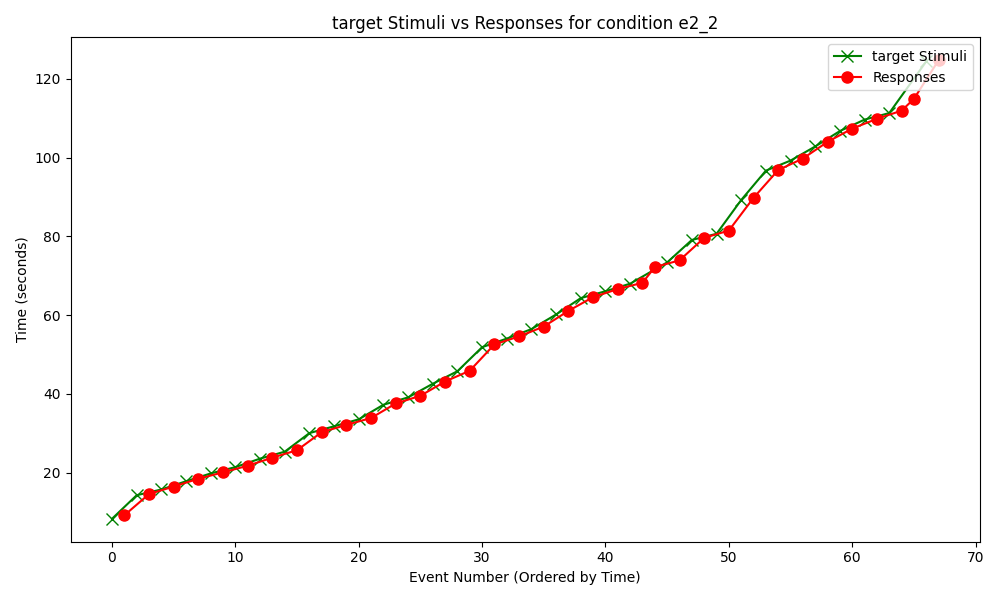 target Stimuli vs Responses for condition e2_2
target Stimuli
Responses
Time (seconds)
120
100
80
60
40
20
0 10 20 30 40 50 60 70
Event Number (Ordered by Time)